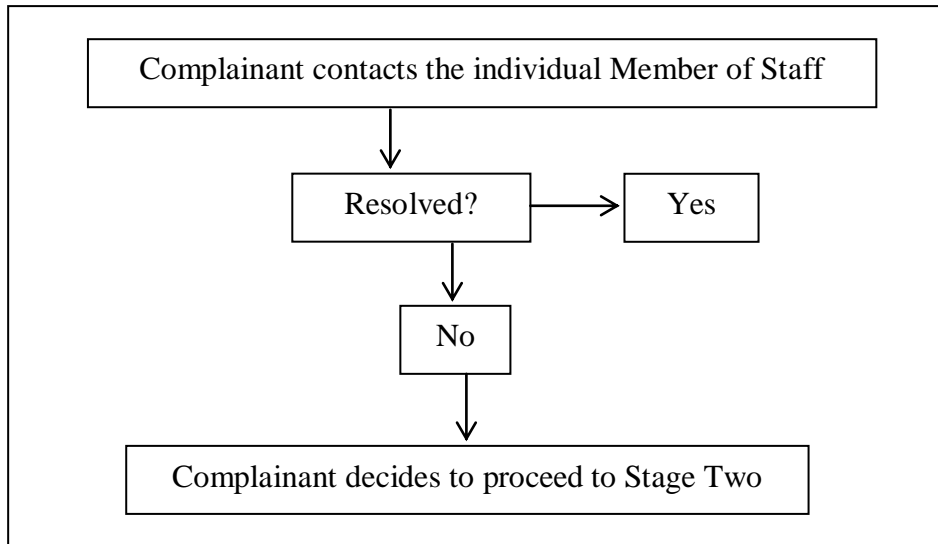 Complainant contacts the individual Member of Staff
Resolved?
Yes
No
Complainant decides to proceed to Stage Two